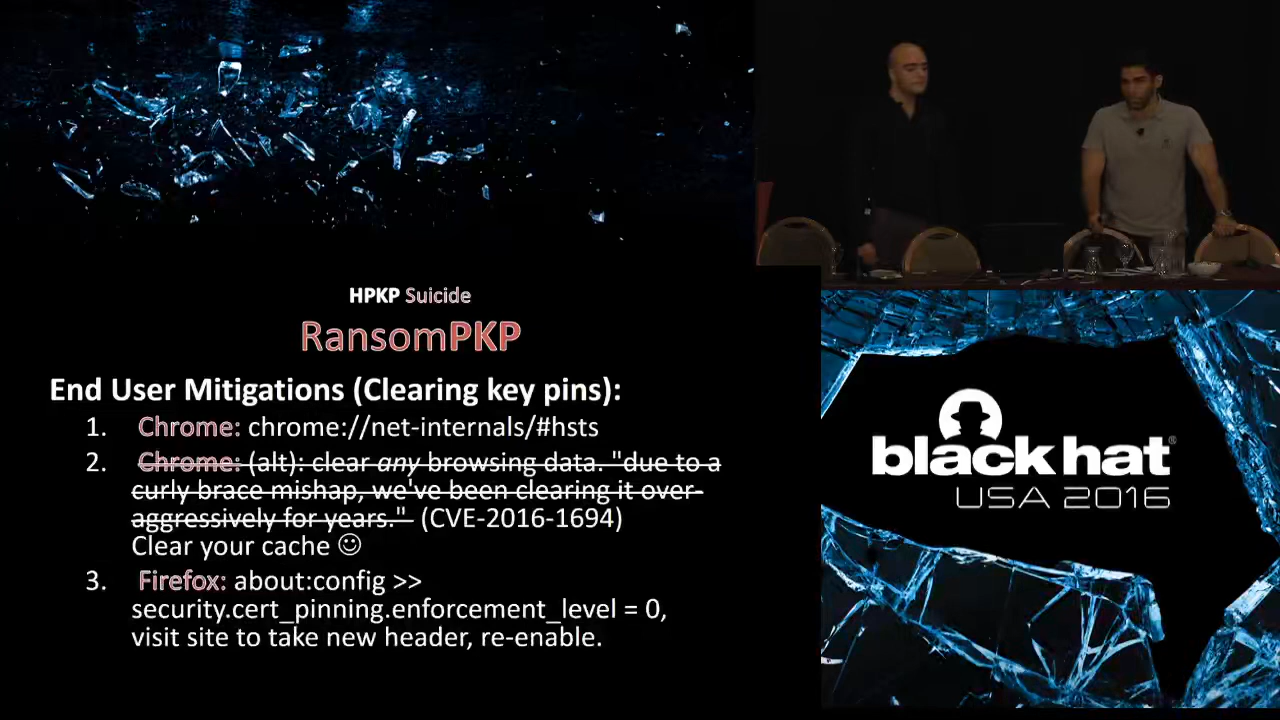 HPKP Suicide
RansomPKP
End User Mitigations (Clearing key pins):
1. Chrome: chrome://net-internals/#hsts
2. Chrome: (alt): clear any browsing data. "due to a
curly brace mishap, we've been clearing it over-
aggressively for years." (CVE-2016-1694)
Clear your cache ☺
3. Firefox: about:config >>
security.cert_pinning.enforcement_level = 0,
visit site to take new header, re-enable.
black hat®
USA 2016